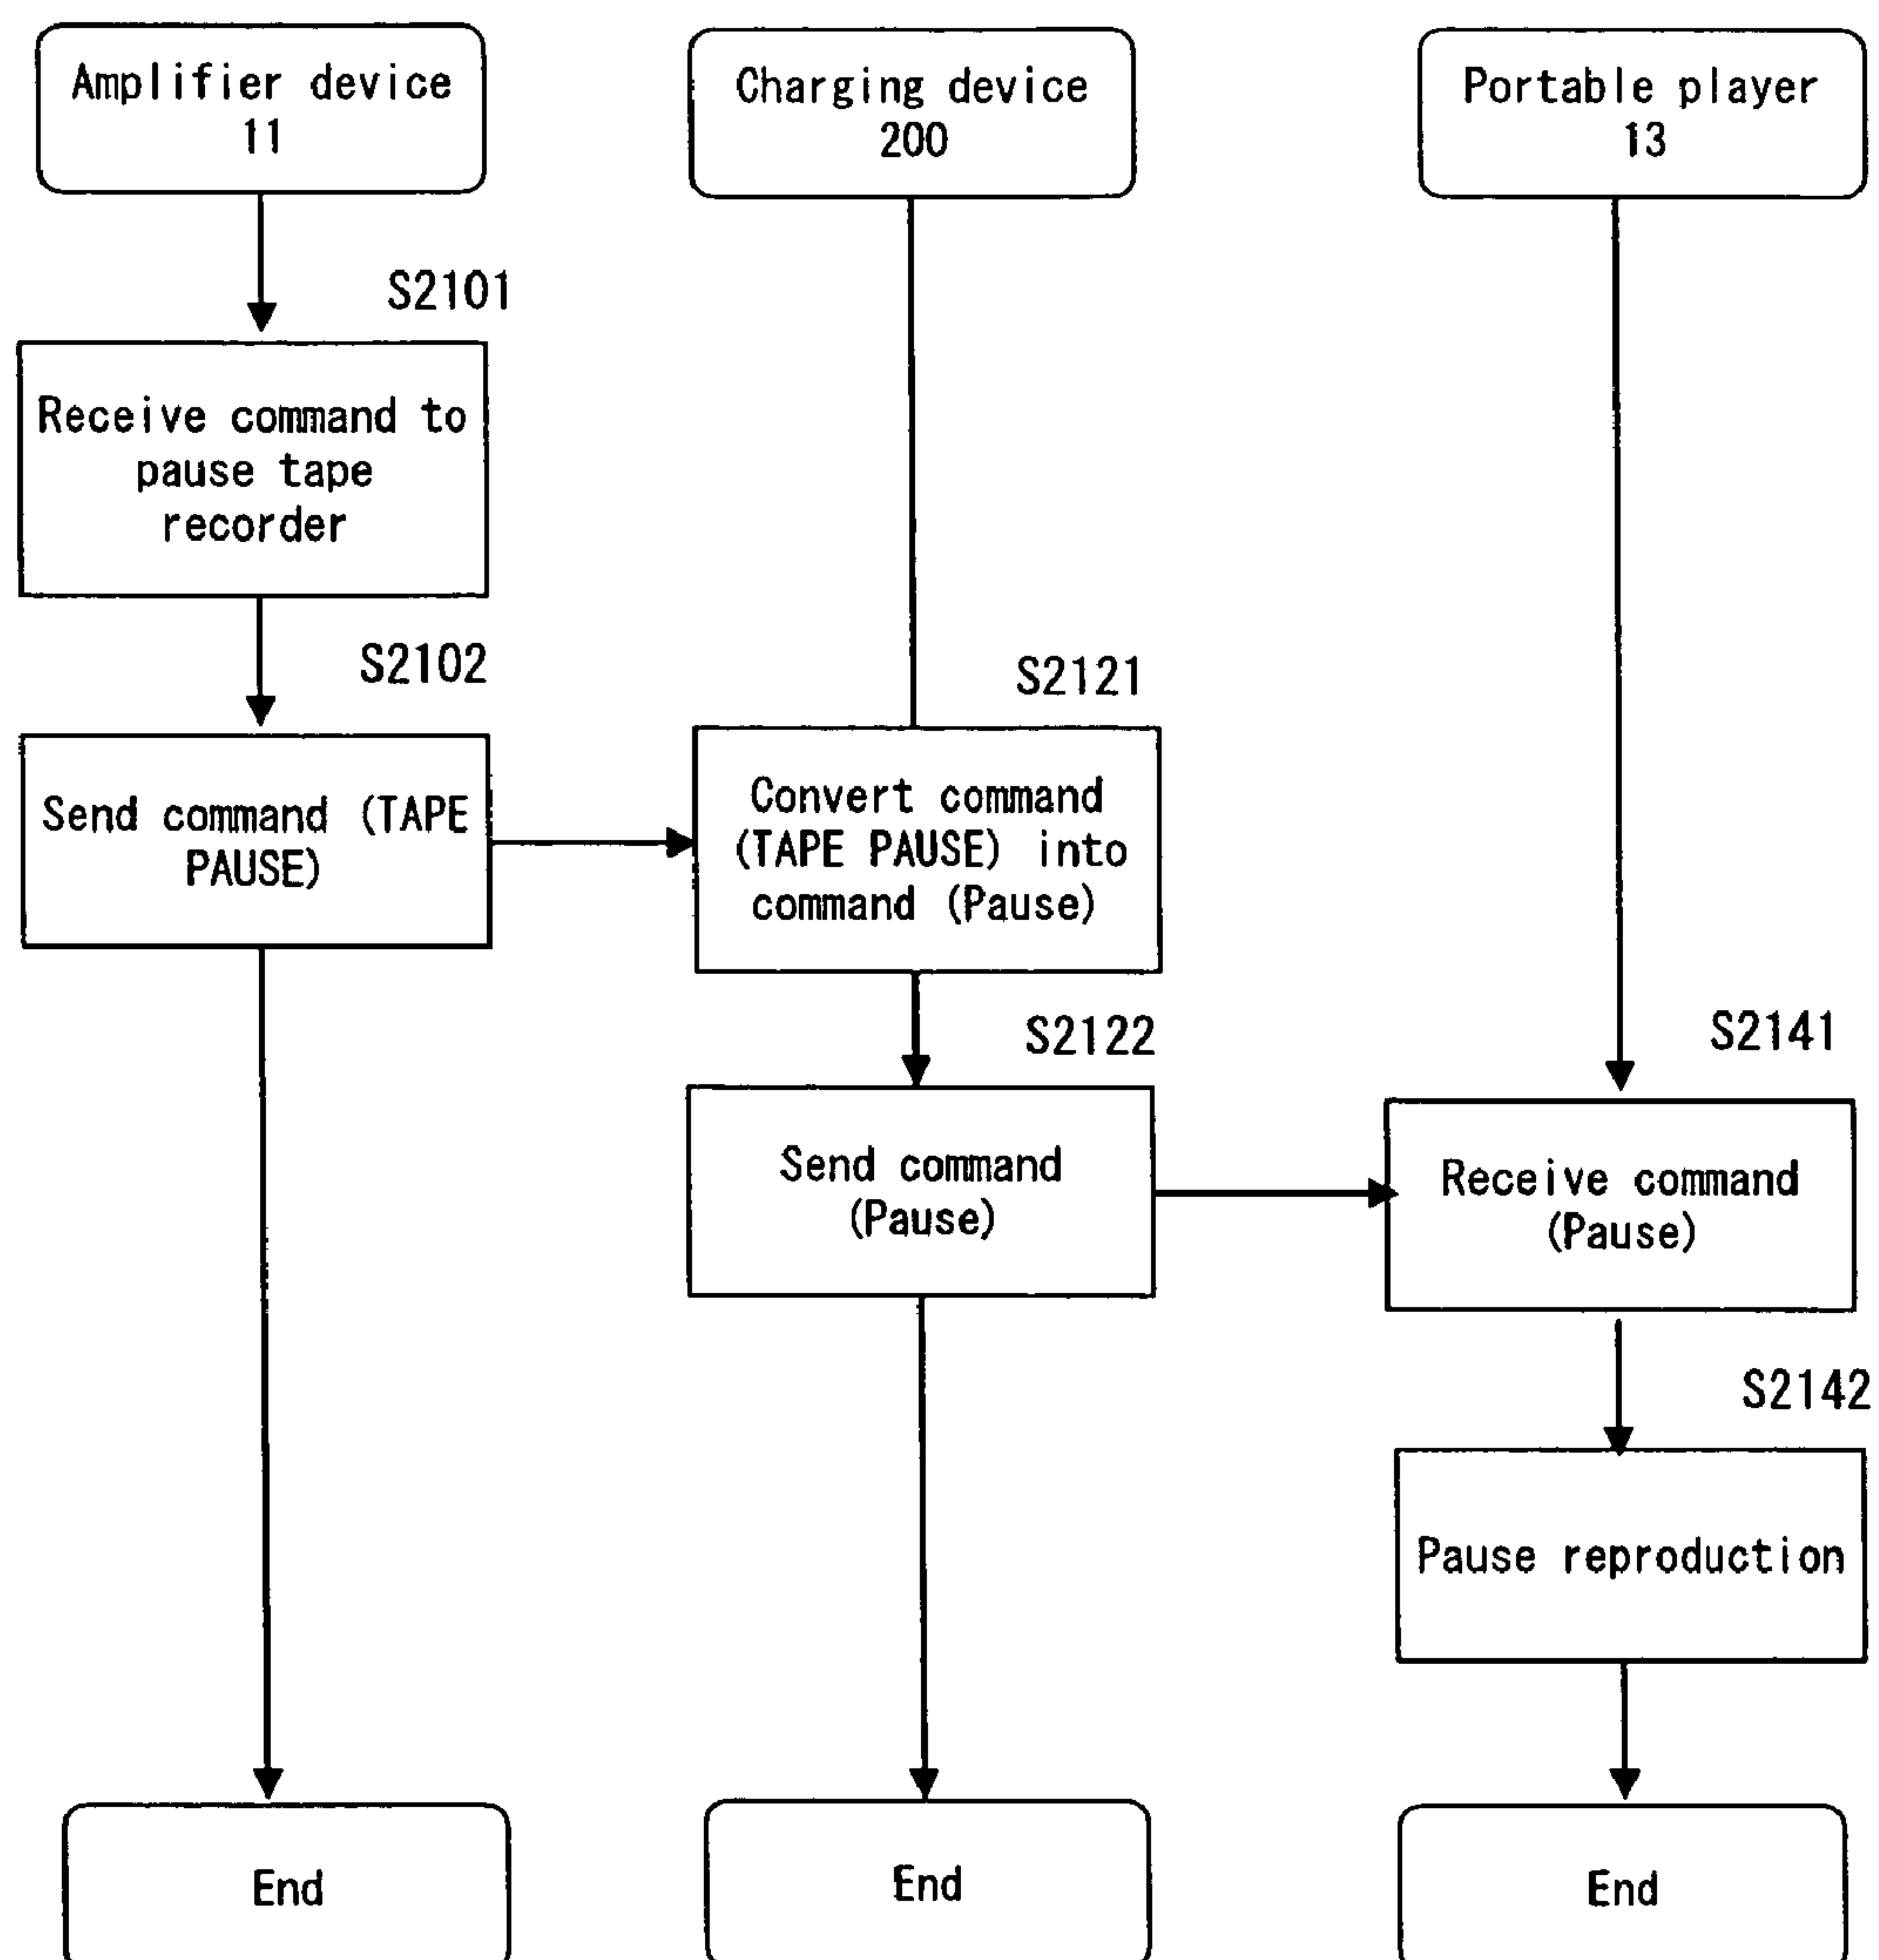 Amplifier device
11
Charging device
200
Portable player
13
S2101
Receive command to
pause tape
recorder
S2102
Send command (TAPE
PAUSE)
S2121
Convert command
(TAPE PAUSE) into
command (Pause)
S2122
Send command
(Pause)
S2141
Receive command
(Pause)
S2142
Pause reproduction
End
End
End